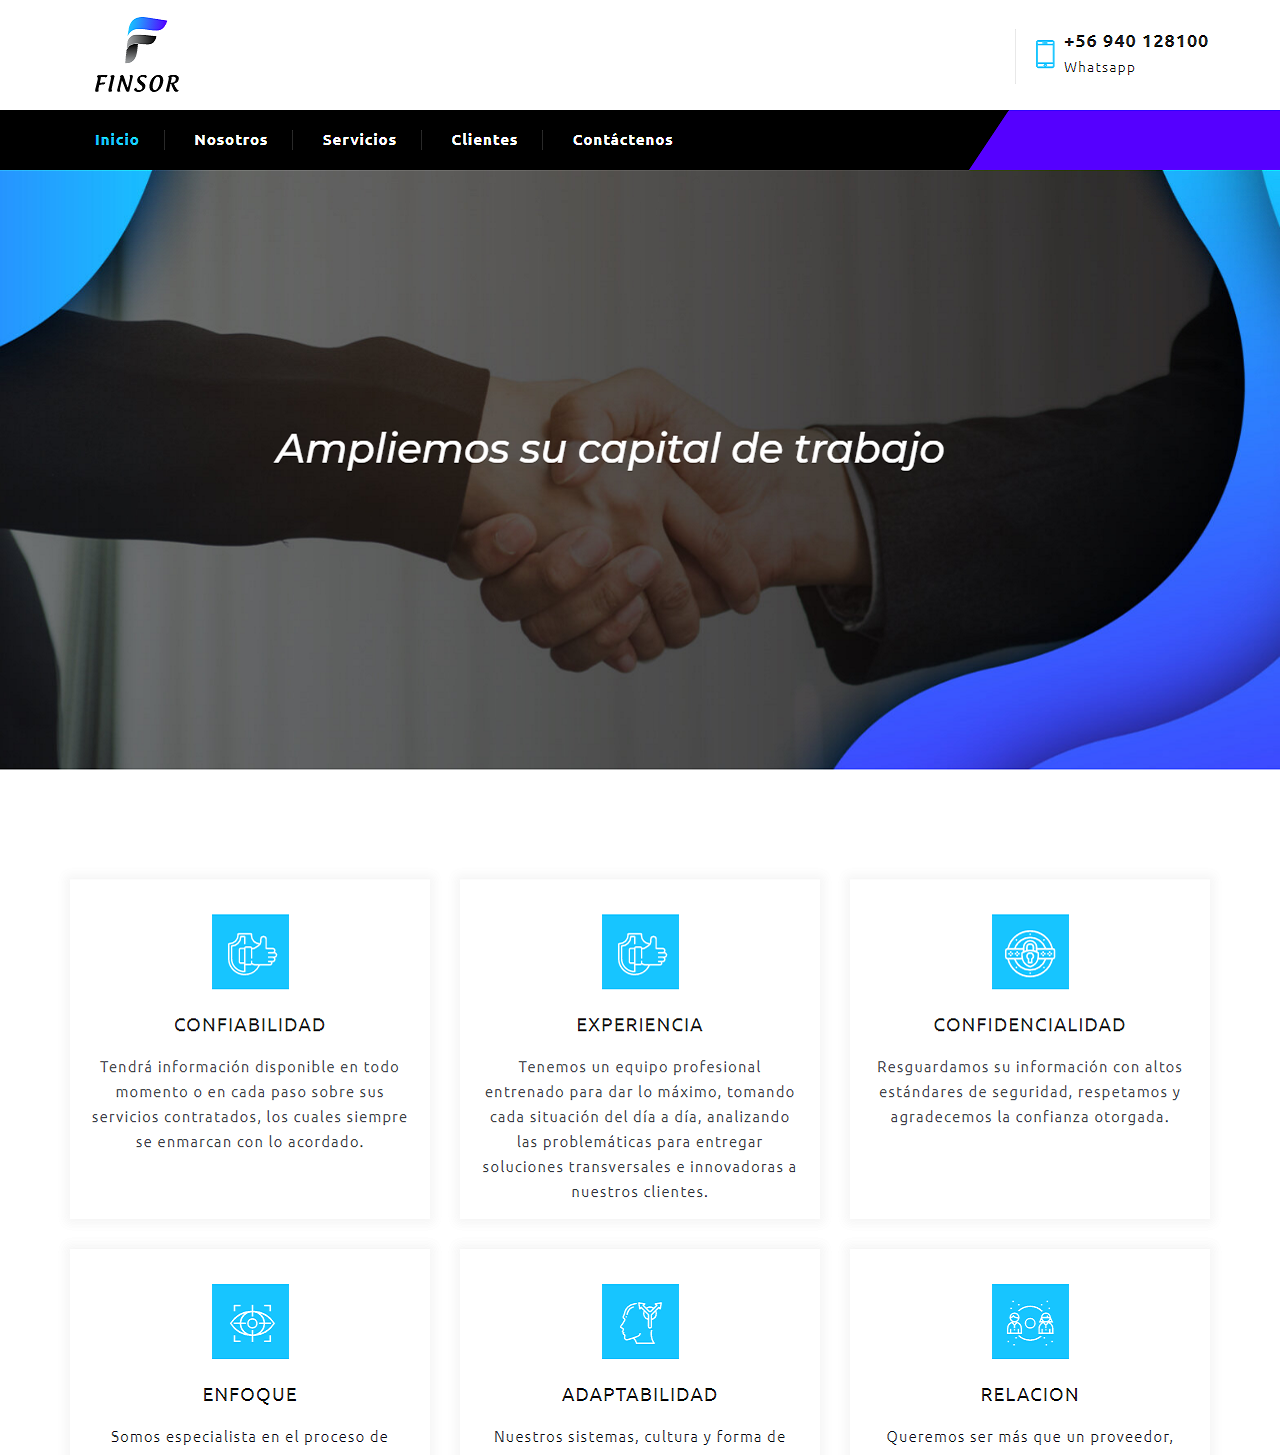 FINSOR
+56 940 128100
Whatsapp
Inicio
Nosotros
Servicios
Clientes
Contáctenos
Ampliemos su capital de trabajo
CONFIABILIDAD
Tendrá información disponible en todo
momento o en cada paso sobre sus
servicios contratados, los cuales siempre
se enmarcan con lo acordado.
EXPERIENCIA
Tenemos un equipo profesional
entrenado para dar lo máximo, tomando
cada situación del día a día, analizando
las problemáticas para entregar
soluciones transversales e innovadoras a
nuestros clientes.
CONFIDENCIALIDAD
Resguardamos su información con altos
estándares de seguridad, respetamos y
agradecemos la confianza otorgada.
ENFOQUE
Somos especialista en el proceso de
ADAPTABILIDAD
Nuestros sistemas, cultura y forma de
RELACION
Queremos ser más que un proveedor,